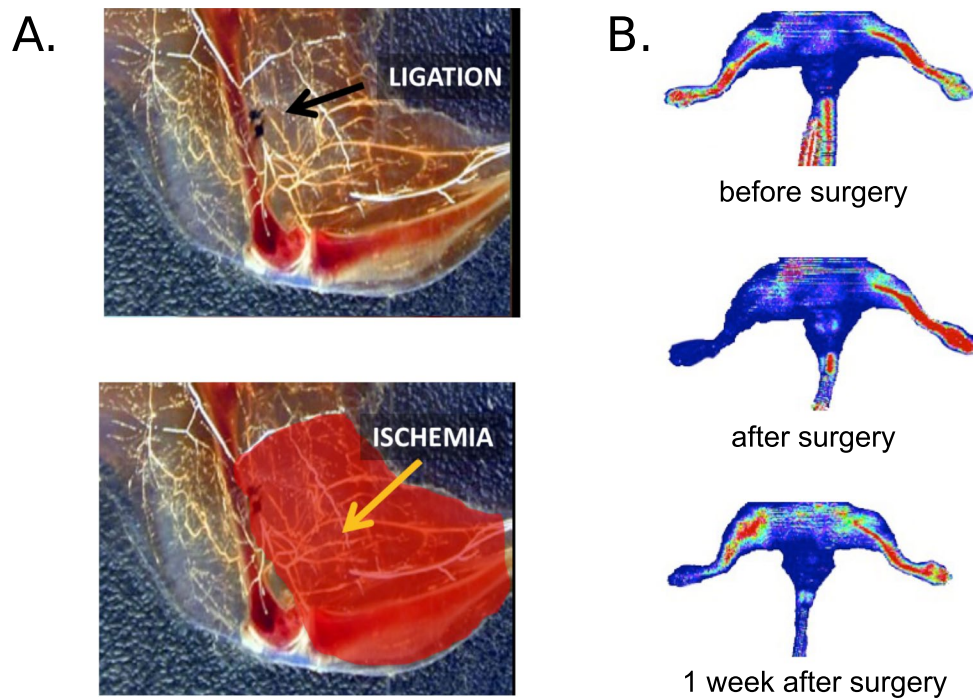 A.
B.
LIGATION
before surgery
ISCHEMIA
after surgery
1 week after surgery